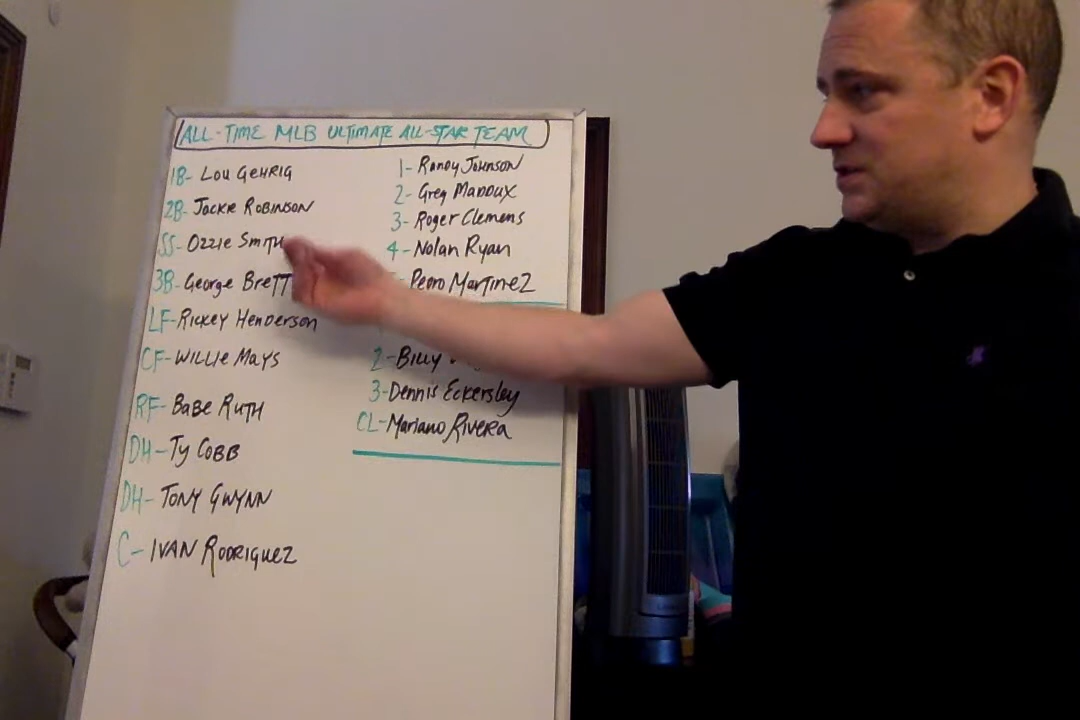 ALL-TIME MLB ULTIMATE ALL-STAR TEAM
1B- LOU GEHRIG
2B- JACKIE ROBINSON
SS- OZZIE SMITH
3B- George BRETT
LF- RICKEY HENDERSON
CF- WILLIE MAYS
RF- BABE RUTH
DH- TY COBB
DH- TONY GWYNN
C- IVAN RODRIGUEZ
1- RANDY JOHNSON
2- Greg MADDUX
3- Roger Clemens
4- Nolan Ryan
PEDRO MARTINEZ
2- BILLY
3- DENNIS ECKERSLEY
CL- MARIANO RIVERA